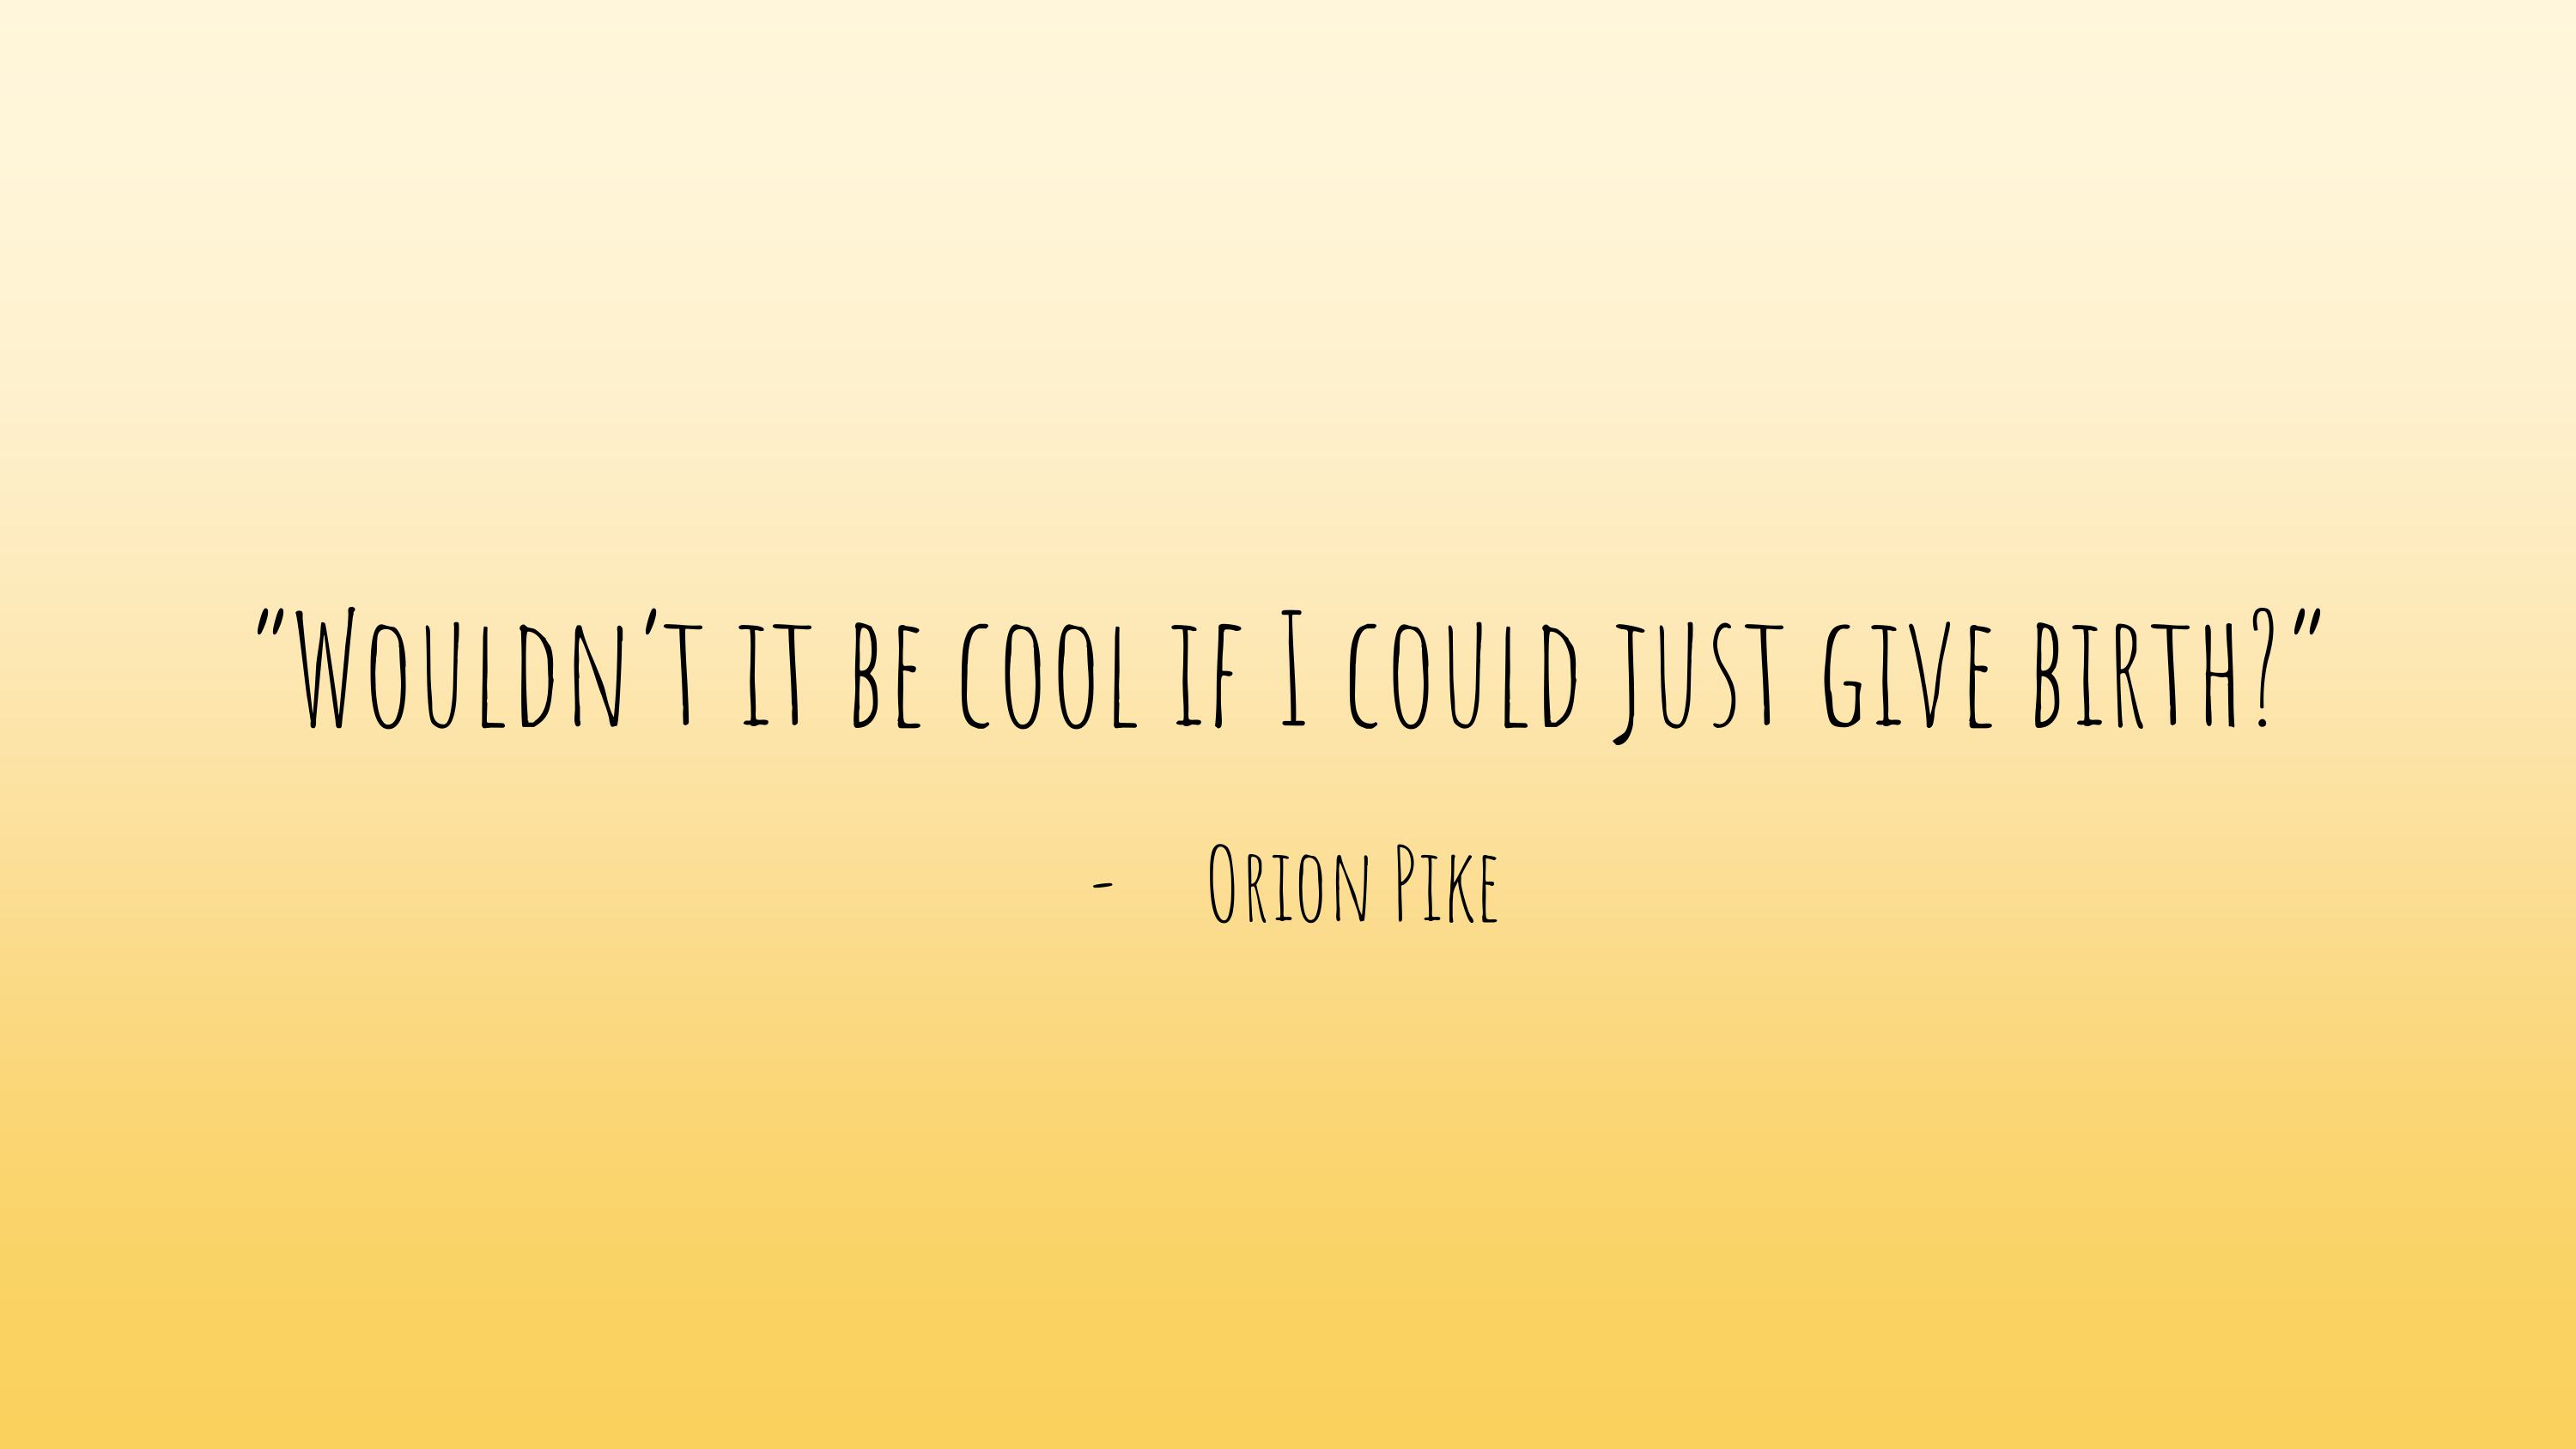 “Wouldn’t it be cool if I could just give birth?”
- Orion Pike